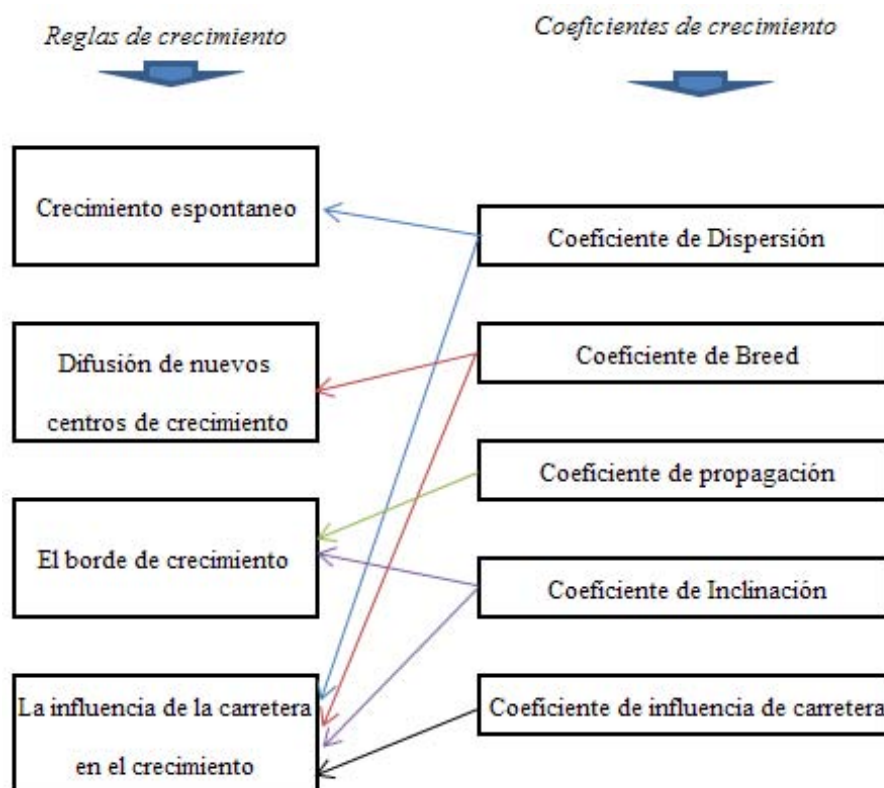 Reglas de crecimiento
Coeficientes de crecimiento
Crecimiento espontaneo
Difusión de nuevos
centros de crecimiento
El borde de crecimiento
La influencia de la carretera
en el crecimiento
Coeficiente de Dispersión
Coeficiente de Breed
Coeficiente de propagación
Coeficiente de Inclinación
Coeficiente de influencia de carretera